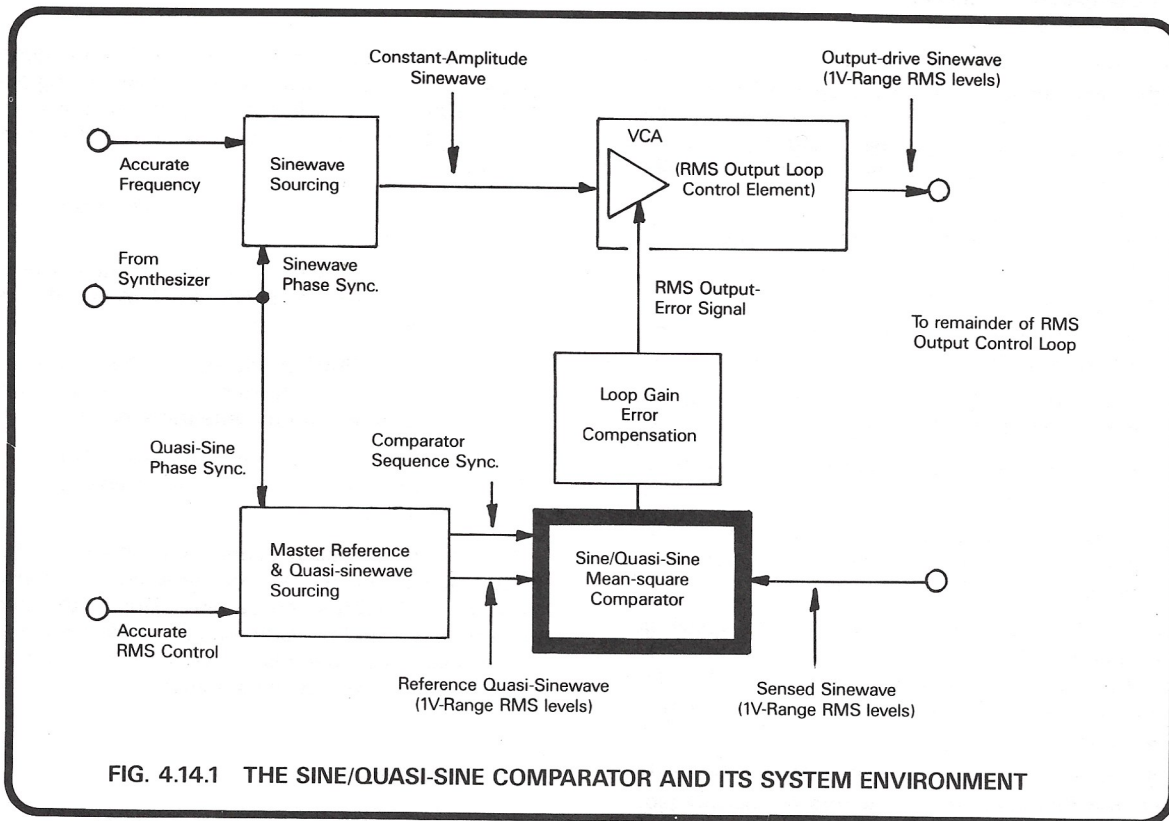 Constant-Amplitude
Sinewave
Output-drive Sinewave
(1V-Range RMS levels)
Accurate
Frequency
Sinewave
Sourcing
VCA
(RMS Output Loop
Control Element)
From
Synthesizer
Sinewave
Phase Sync.
RMS Output-
Error Signal
To remainder of RMS
Output Control Loop
Loop Gain
Error
Compensation
Quasi-Sine
Phase Sync.
Comparator
Sequence Sync.
Master Reference
& Quasi-sinewave
Sourcing
Sine/Quasi-Sine
Mean-square
Comparator
Accurate
RMS Control
Reference Quasi-Sinewave
(1V-Range RMS levels)
Sensed Sinewave
(1V-Range RMS levels)
FIG. 4.14.1 THE SINE/QUASI-SINE COMPARATOR AND ITS SYSTEM ENVIRONMENT